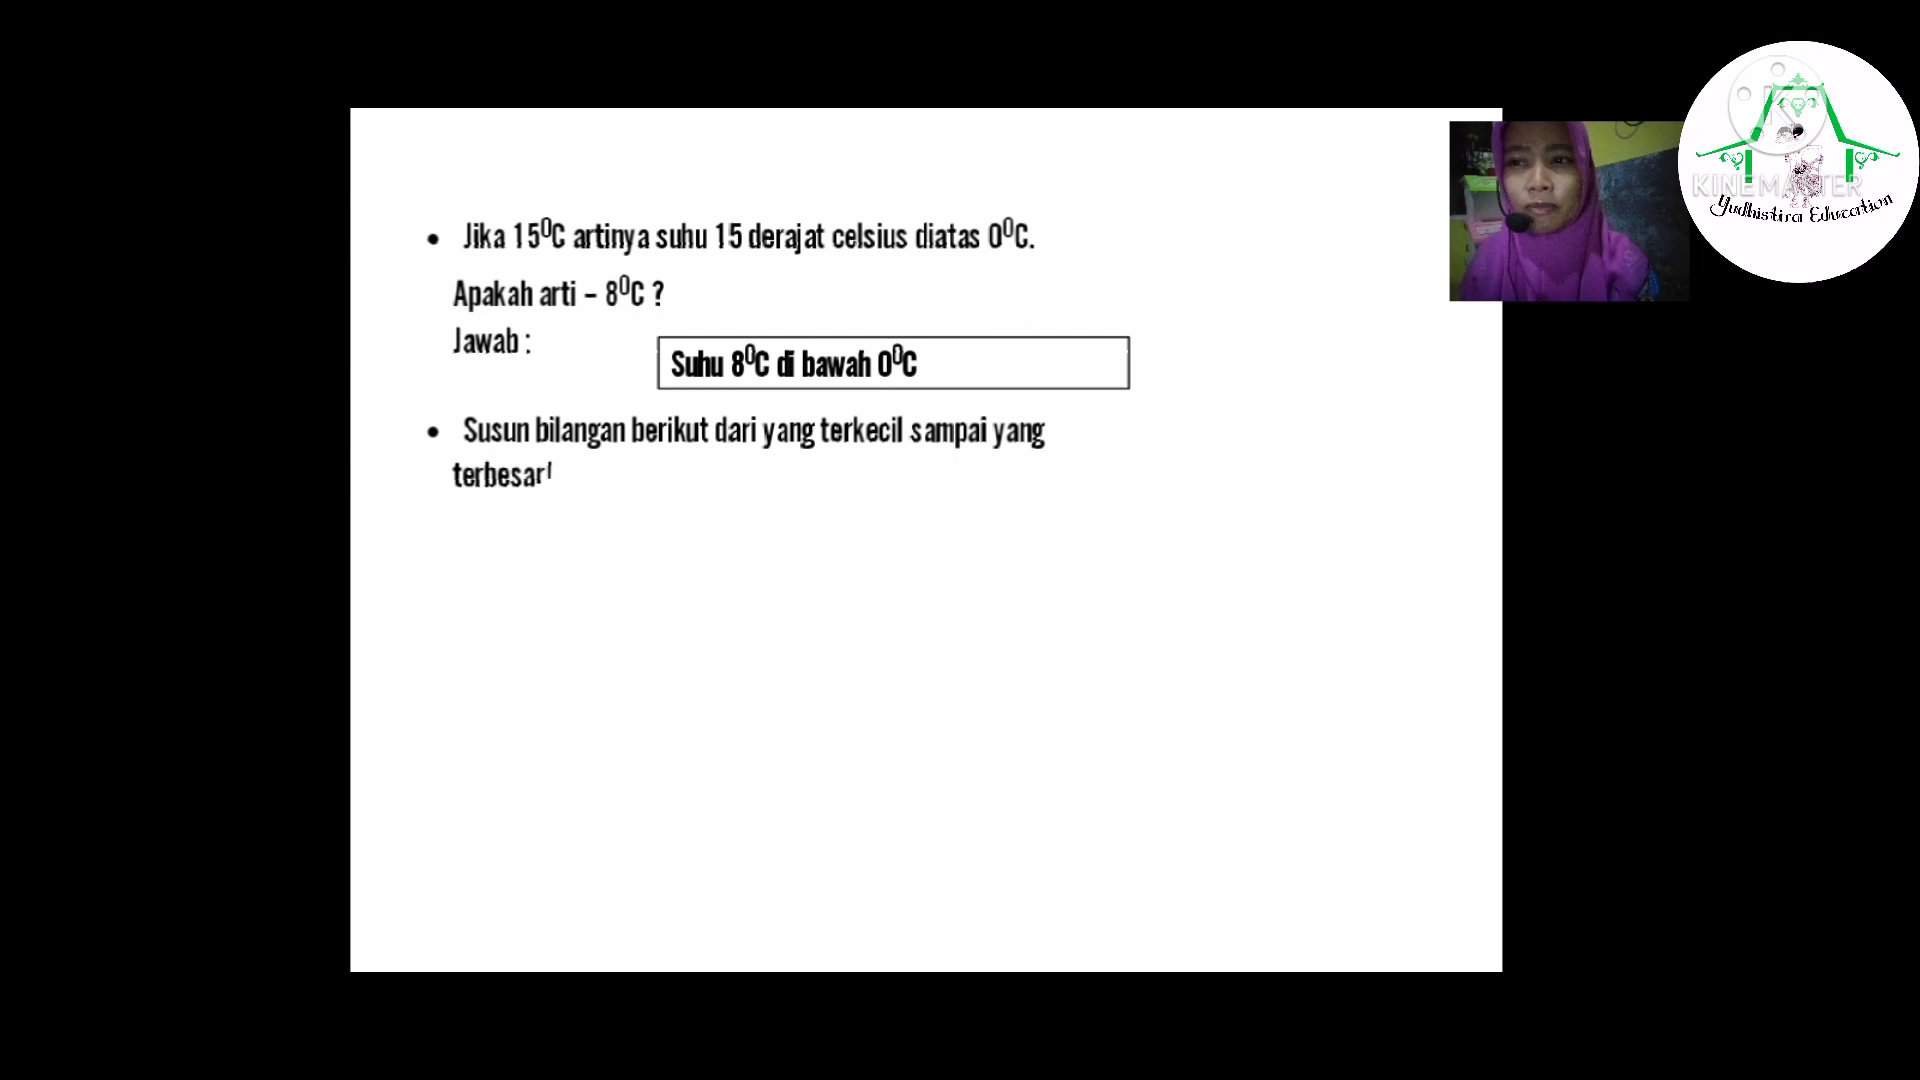 Jika 15⁰C artinya suhu 15 derajat celsius diatas 0⁰C.
Apakah arti – 8⁰C ?
Jawab :
Suhu 8⁰C di bawah 0⁰C
Susun bilangan berikut dari yang terkecil sampai yang
terbesar!
KINEMASTER
Yudhistira Education